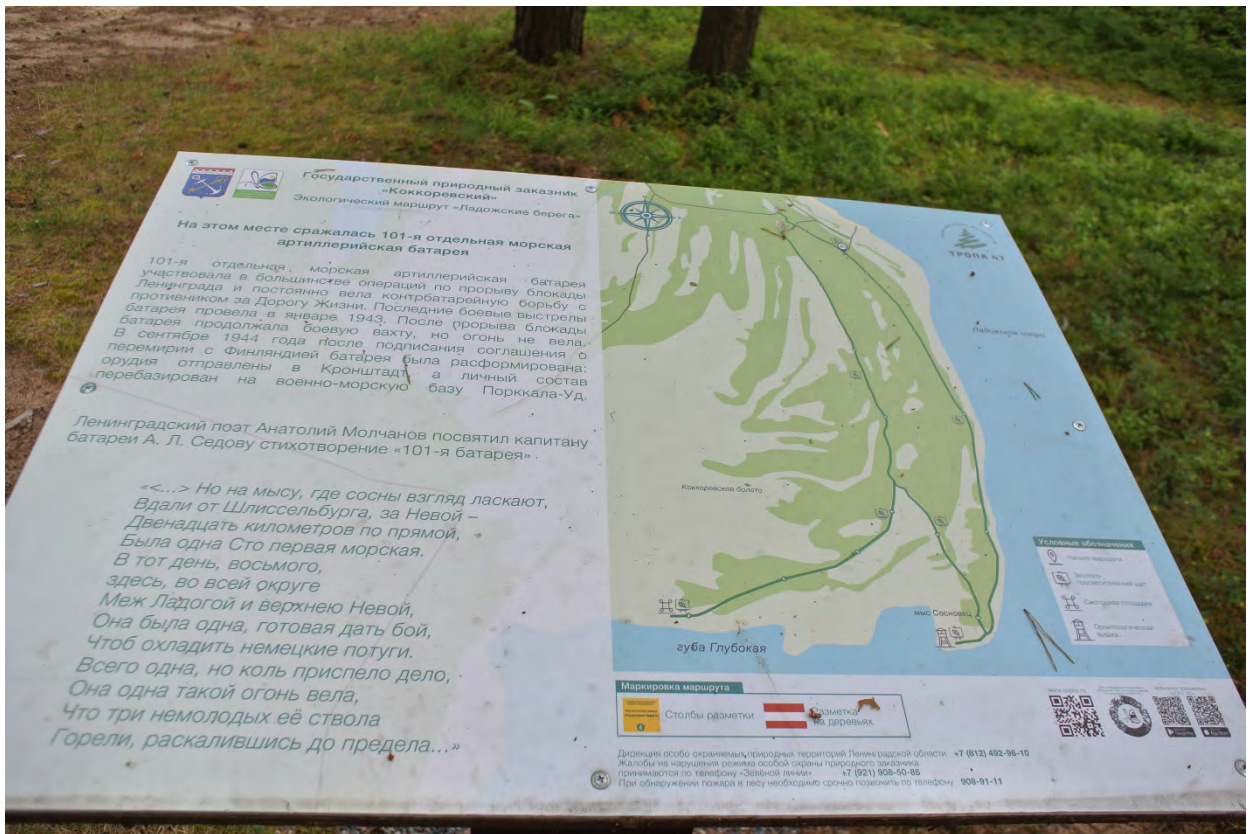 Государственный природный заказник
«Коккоревский»
Экологический маршрут «Ладожские берега»
На этом месте сражалась 101-я отдельная морская
артиллерийская батарея
101-я отдельная морская артиллерийская батарея
участвовала в большинстве операций по прорыву блокады
Ленинграда и постоянно вела контрбатарейную борьбу с
противником за Дорогу Жизни. Последние боевые выстрелы
батарея провела в январе 1943. После прорыва блокады
батарея продолжала боевую вахту, но огонь не вела.
В сентябре 1944 года после подписания соглашения о
перемирии с Финляндией батарея была расформирована:
орудия отправлены в Кронштадт, а личный состав
перебазирован на военно-морскую базу Порккала-Уд.
Ленинградский поэт Анатолий Молчанов посвятил капитану
батареи А. Л. Седову стихотворение «101-я батарея»
«<...> Но на мысу, где сосны взгляд ласкают,
Вдали от Шлиссельбурга, за Невой –
Двенадцать километров по прямой,
Была одна Сто первая морская.
В тот день, восьмого,
здесь, во всей округе
Меж Ладогой и верхнею Невой,
Она была одна, готовая дать бой,
Чтоб охладить немецкие потуги.
Всего одна, но коль приспело дело,
Она одна такой огонь вела,
Что три немолодых её ствола
Горели, раскалившись до предела...»
ТРОПА 47
Ладожское озеро
Коккоревское болото
мыс Сосновец
губа Глубокая
Условные обозначения
Начало маршрута
Эколого-
просветительский щит
Смотровая площадка
Орнитологическая
вышка
Маркировка маршрута
Столбы разметки
Разметка
на деревьях
Дирекция особо охраняемых природных территорий Ленинградской области +7 (812) 492-96-10
Жалобы на нарушения режима особой охраны природного заказника
принимаются по телефону «Зелёной линии» +7 (921) 908-50-86
При обнаружении пожара в лесу необходимо срочно позвонить по телефону 908-91-11